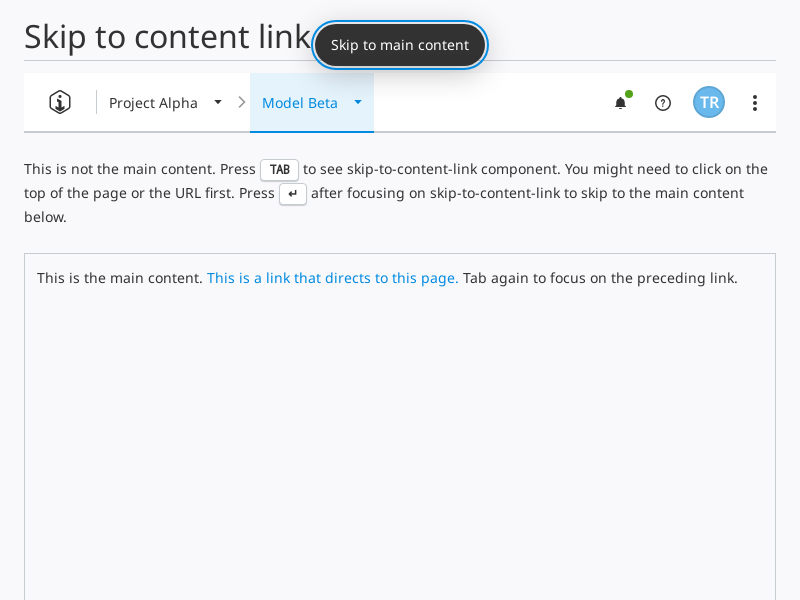 Skip to content link
Skip to main content
Project Alpha
Model Beta
TR
This is not the main content. Press TAB to see skip-to-content-link component. You might need to click on the
top of the page or the URL first. Press ↵ after focusing on skip-to-content-link to skip to the main content
below.
This is the main content. This is a link that directs to this page. Tab again to focus on the preceding link.